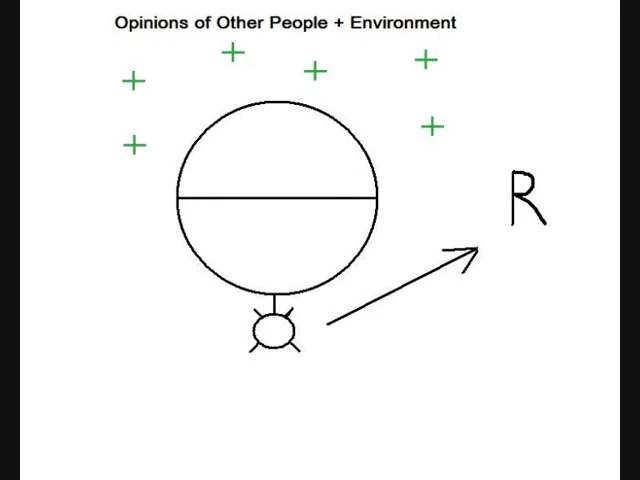 Opinions of Other People + Environment
+ + + +
+ +
R